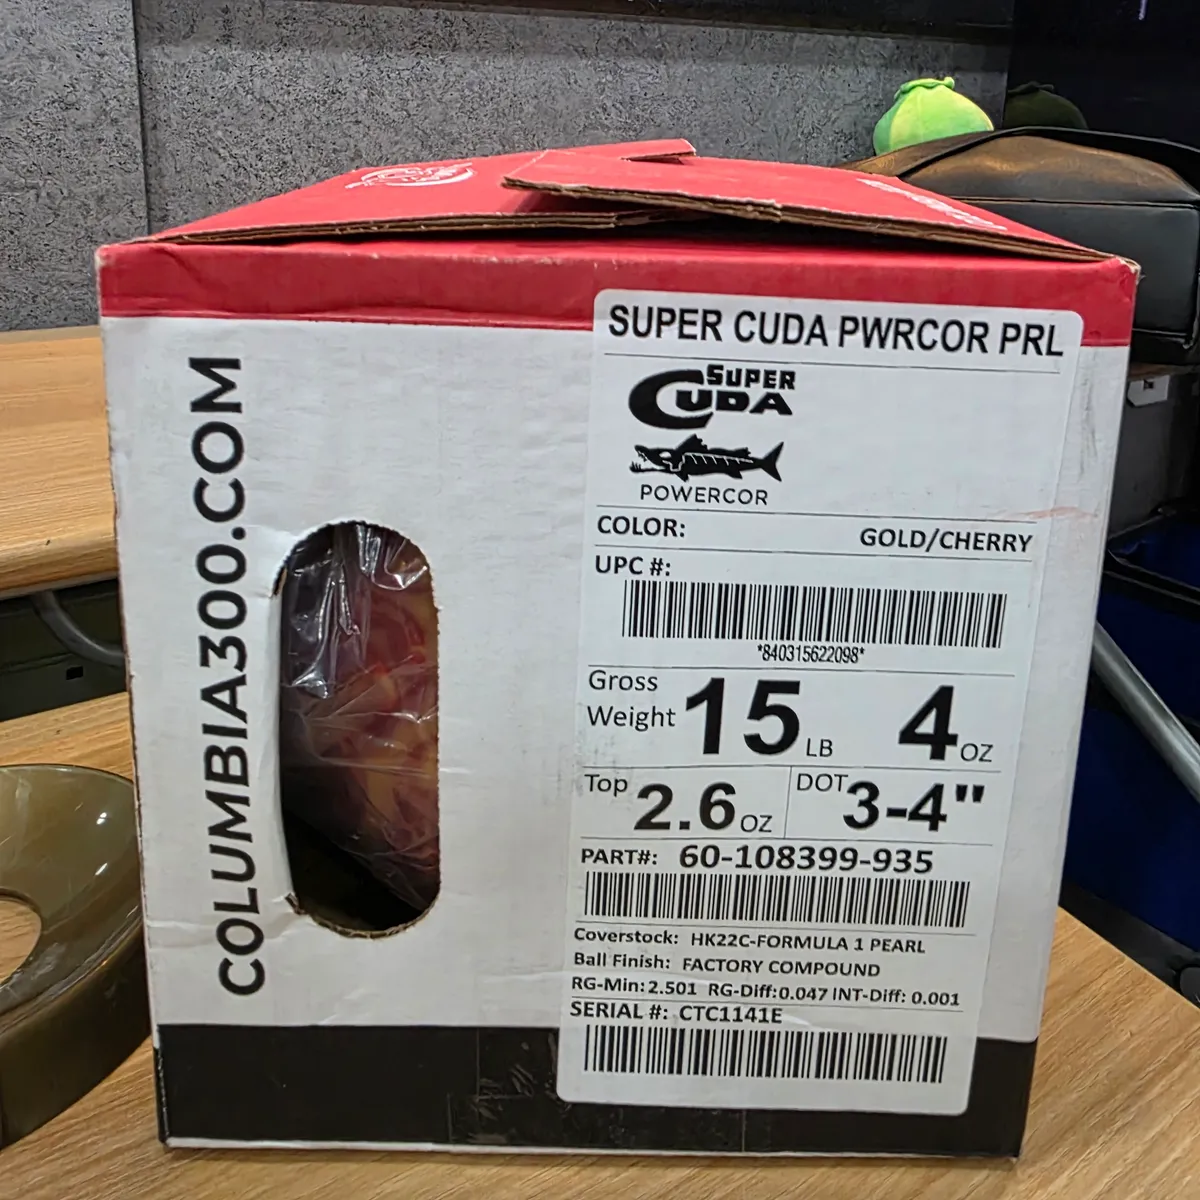 COLUMBIA300.COM
SUPER CUDA PWRCOR PRL
SUPER
CUDA
POWERCOR
COLOR: GOLD/CHERRY
UPC #:
*840315622098*
Gross
Weight 15 LB 4 OZ
Top 2.6 OZ DOT 3-4"
PART#: 60-108399-935
Coverstock: HK22C-FORMULA 1 PEARL
Ball Finish: FACTORY COMPOUND
RG-Min: 2.501 RG-Diff:0.047 INT-Diff: 0.001
SERIAL #: CTC1141E